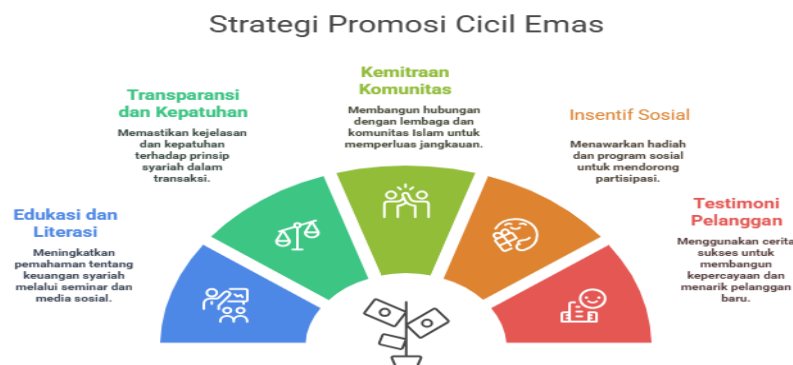 Strategi Promosi Cicil Emas
Kemitraan
Komunitas
Membangun hubungan
dengan lembaga dan
komunitas Islam untuk
memperluas jangkauan.
Transparansi
dan Kepatuhan
Memastikan kejelasan
dan kepatuhan
terhadap prinsip
syariah dalam
transaksi.
Insentif Sosial
Menawarkan hadiah
dan program sosial
untuk mendorong
partisipasi.
Edukasi dan
Literasi
Meningkatkan
pemahaman tentang
keuangan syariah
melalui seminar dan
media sosial.
Testimoni
Pelanggan
Menggunakan cerita
sukses untuk
membangun
kepercayaan dan
menarik pelanggan
baru.